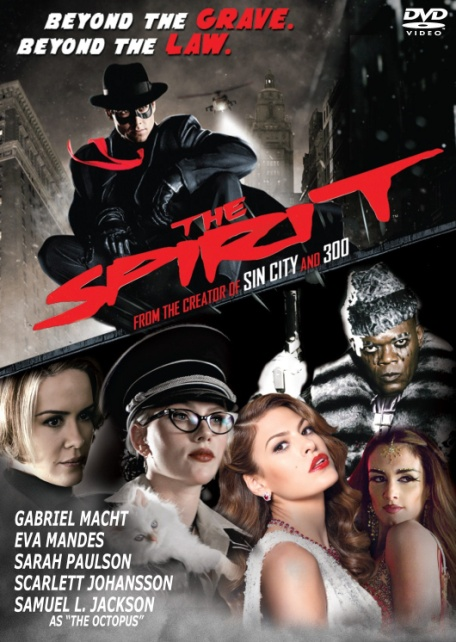 BEYOND THE GRAVE.
BEYOND THE LAW.
DVD
VIDEO
THE
SPIRIT
FROM THE CREATOR OF SIN CITY AND 300
GABRIEL MACHT
EVA MANDES
SARAH PAULSON
SCARLETT JOHANSSON
SAMUEL L. JACKSON
AS "THE OCTOPUS"